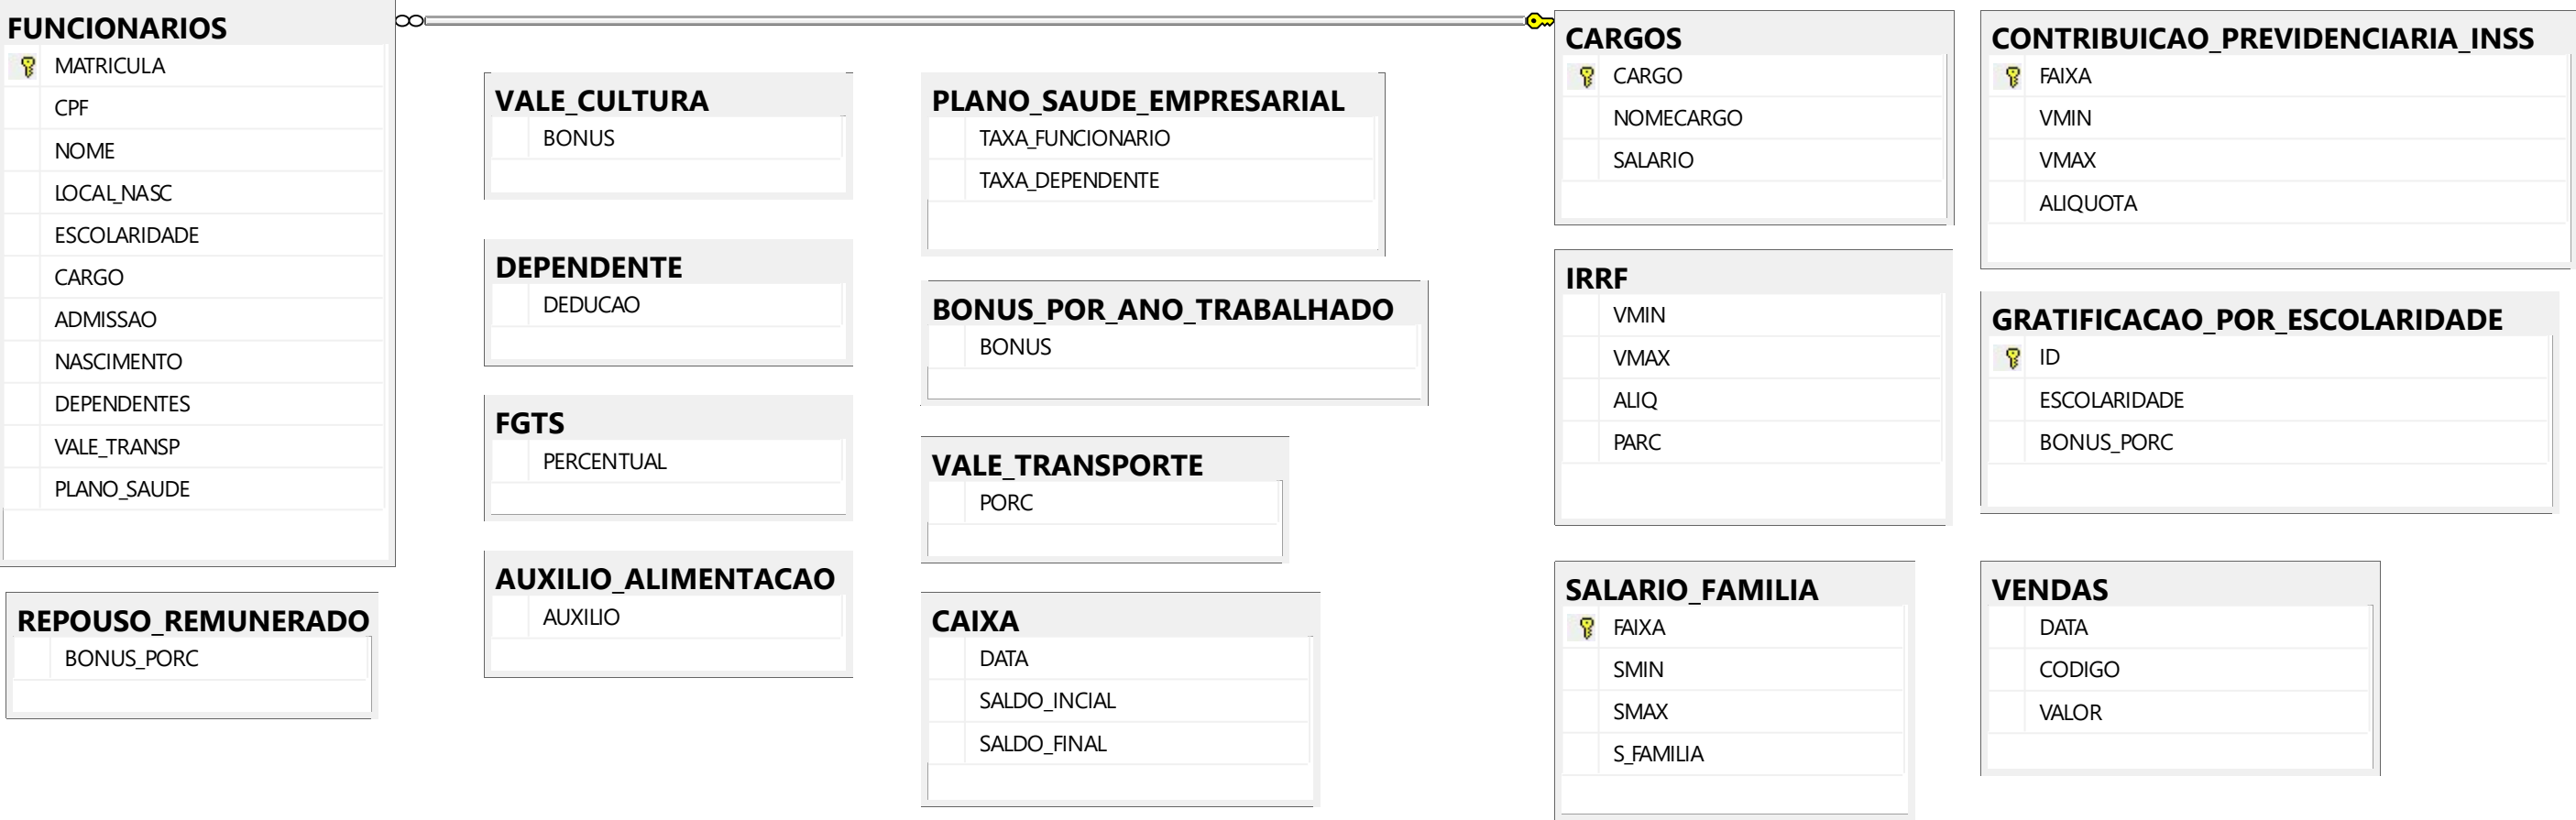 FUNCIONARIOS
MATRICULA
CPF
NOME
LOCAL_NASC
ESCOLARIDADE
CARGO
ADMISSAO
NASCIMENTO
DEPENDENTES
VALE_TRANSP
PLANO_SAUDE
REPOUSO_REMUNERADO
BONUS_PORC
VALE_CULTURA
BONUS
DEPENDENTE
DEDUCAO
FGTS
PERCENTUAL
AUXILIO_ALIMENTACAO
AUXILIO
PLANO_SAUDE_EMPRESARIAL
TAXA_FUNCIONARIO
TAXA_DEPENDENTE
BONUS_POR_ANO_TRABALHADO
BONUS
VALE_TRANSPORTE
PORC
CAIXA
DATA
SALDO_INCIAL
SALDO_FINAL
CARGOS
CARGO
NOMECARGO
SALARIO
IRRF
VMIN
VMAX
ALIQ
PARC
SALARIO_FAMILIA
FAIXA
SMIN
SMAX
S_FAMILIA
CONTRIBUICAO_PREVIDENCIARIA_INSS
FAIXA
VMIN
VMAX
ALIQUOTA
GRATIFICACAO_POR_ESCOLARIDADE
ID
ESCOLARIDADE
BONUS_PORC
VENDAS
DATA
CODIGO
VALOR